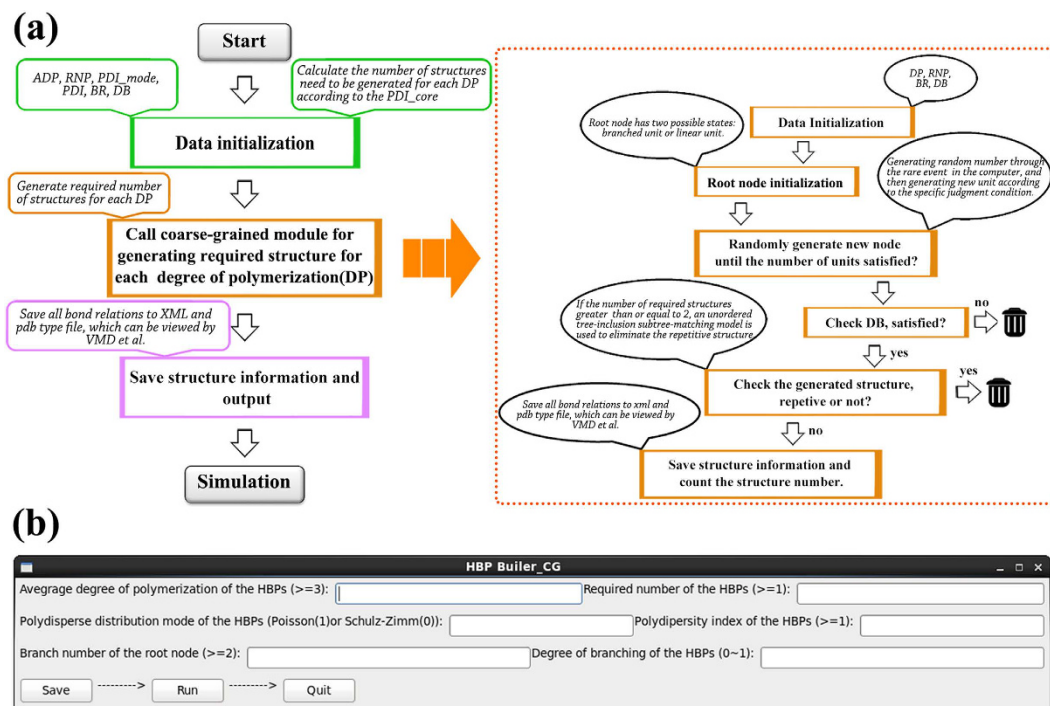 (a)
Start
ADP, RNP, PDI_mode,
PDI, BR, DB
Calculate the number of structures
need to be generated for each DP
according to the PDI_core
Data initialization
Generate required number
of structures for each DP
Call coarse-grained module for
generating required structure for
each degree of polymerization(DP)
Save all bond relations to XML and
pdb type file, which can be viewed by
VMD et al.
Save structure information and
output
Simulation
DP, RNP,
BR, DB
Data Initialization
Root node has two possible states:
branched unit or linear unit.
Root node initialization
Generating random number through
the rare event in the computer, and
then generating new unit according
to the specific judgment condition.
Randomly generate new node
until the number of units satisfied?
If the number of required structures
greater than or equal to 2, an unordered
tree-inclusion subtree-matching model is
used to eliminate the repetitive structure.
Check DB, satisfied?
no
yes
Check the generated structure,
repetive or not?
yes
Save all bond relations to xml and
pdb type file, which can be viewed by
VMD et al.
no
Save structure information and
count the structure number.
(b)
HBP Builer_CG
Avegrage degree of polymerization of the HBPs (>=3):
Required number of the HBPs (>=1):
Polydisperse distribution mode of the HBPs (Poisson(1)or Schulz-Zimm(0)):
Polydipersity index of the HBPs (>=1):
Branch number of the root node (>=2):
Degree of branching of the HBPs (0~1):
Save ---------> Run ---------> Quit